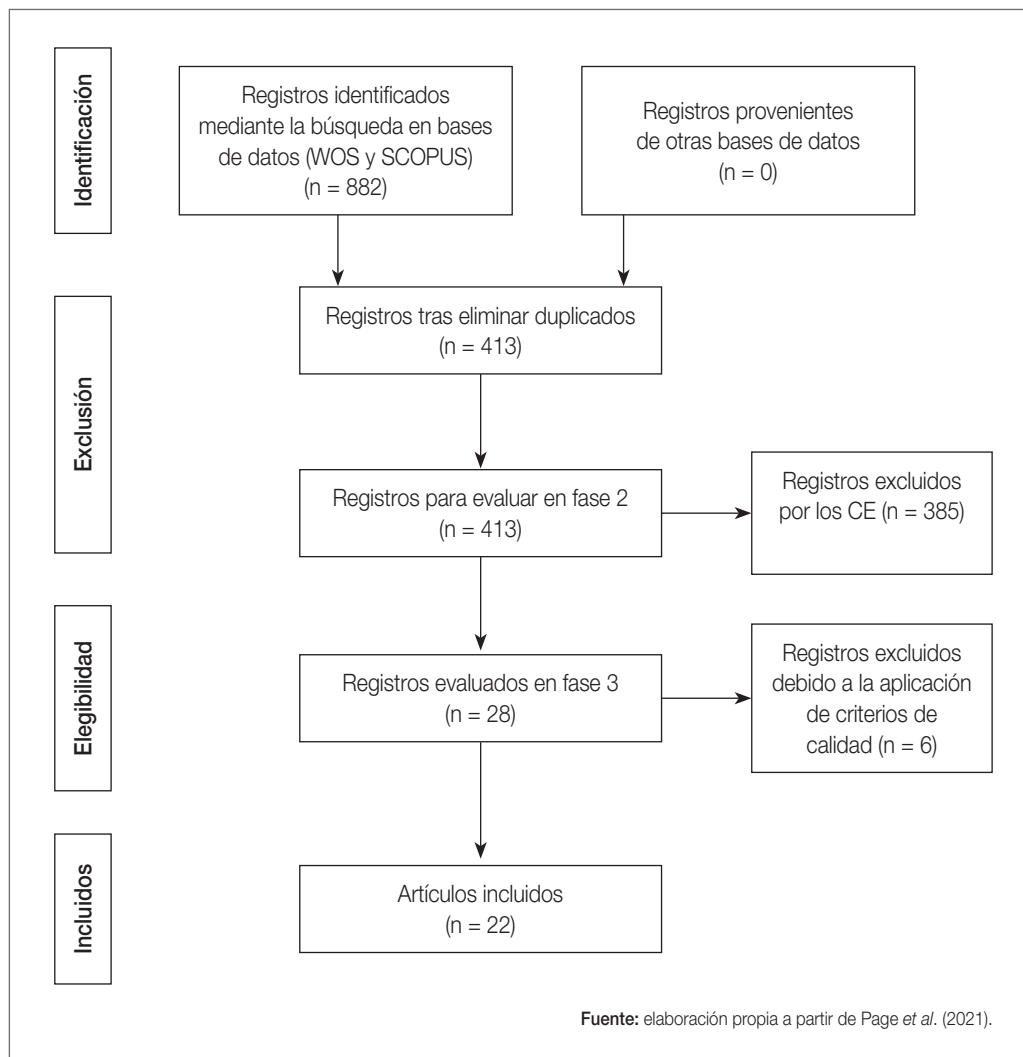 Identificación
Registros identificados
mediante la búsqueda en bases
de datos (WOS y SCOPUS)
(n = 882)
Registros provenientes
de otras bases de datos
(n = 0)
Exclusión
Registros tras eliminar duplicados
(n = 413)
Registros para evaluar en fase 2
(n = 413)
Registros excluidos
por los CE (n = 385)
Elegibilidad
Registros evaluados en fase 3
(n = 28)
Registros excluidos
debido a la aplicación
de criterios de
calidad (n = 6)
Incluidos
Artículos incluidos
(n = 22)
Fuente: elaboración propia a partir de Page et al. (2021).